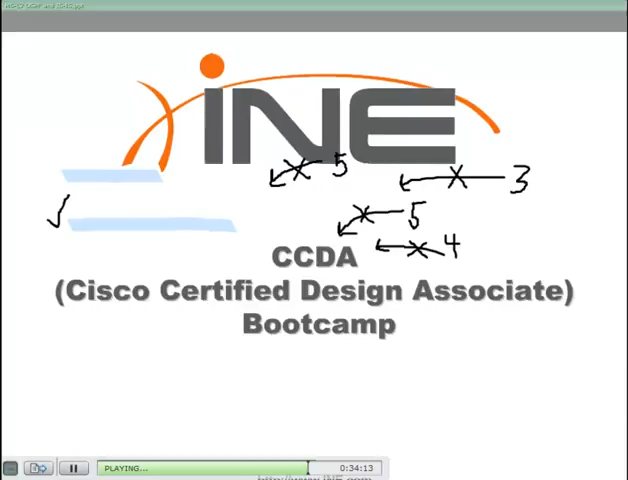 iNE
5
3
5
4
CCDA
(Cisco Certified Design Associate)
Bootcamp
PLAYING...
0:34:13